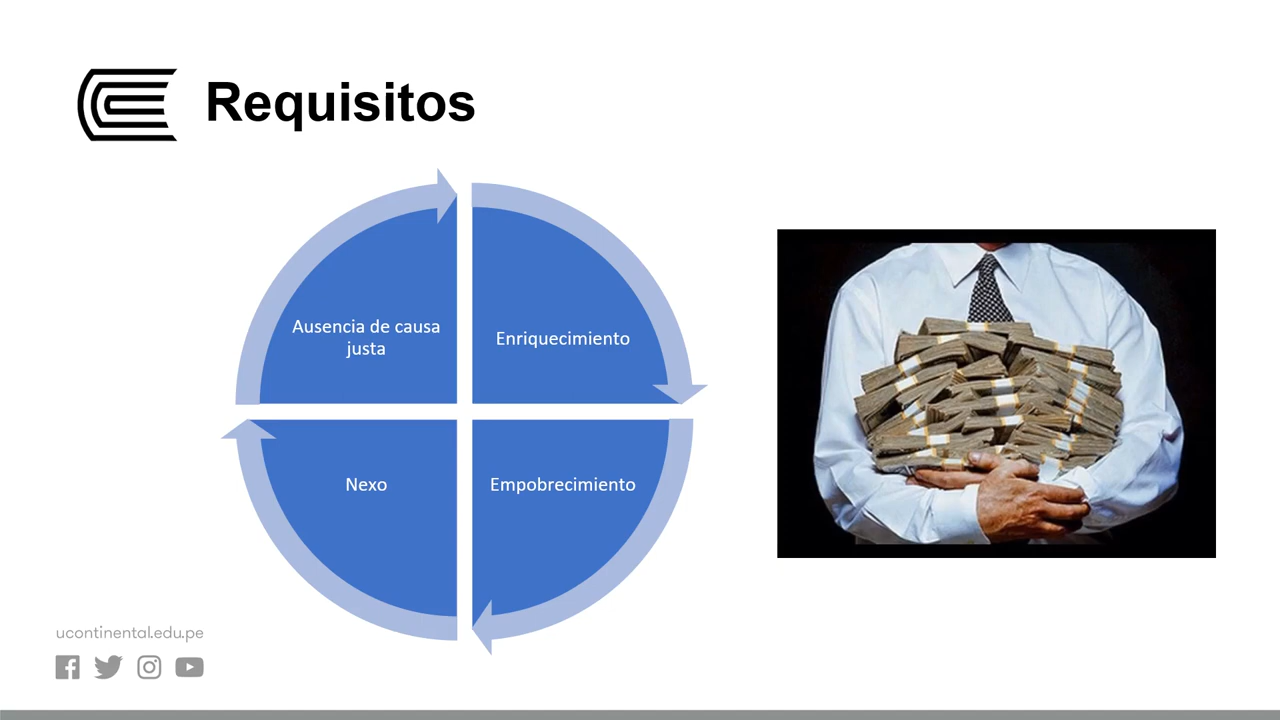 Requisitos
Ausencia de causa
justa
Enriquecimiento
Nexo
Empobrecimiento
ucontinental.edu.pe